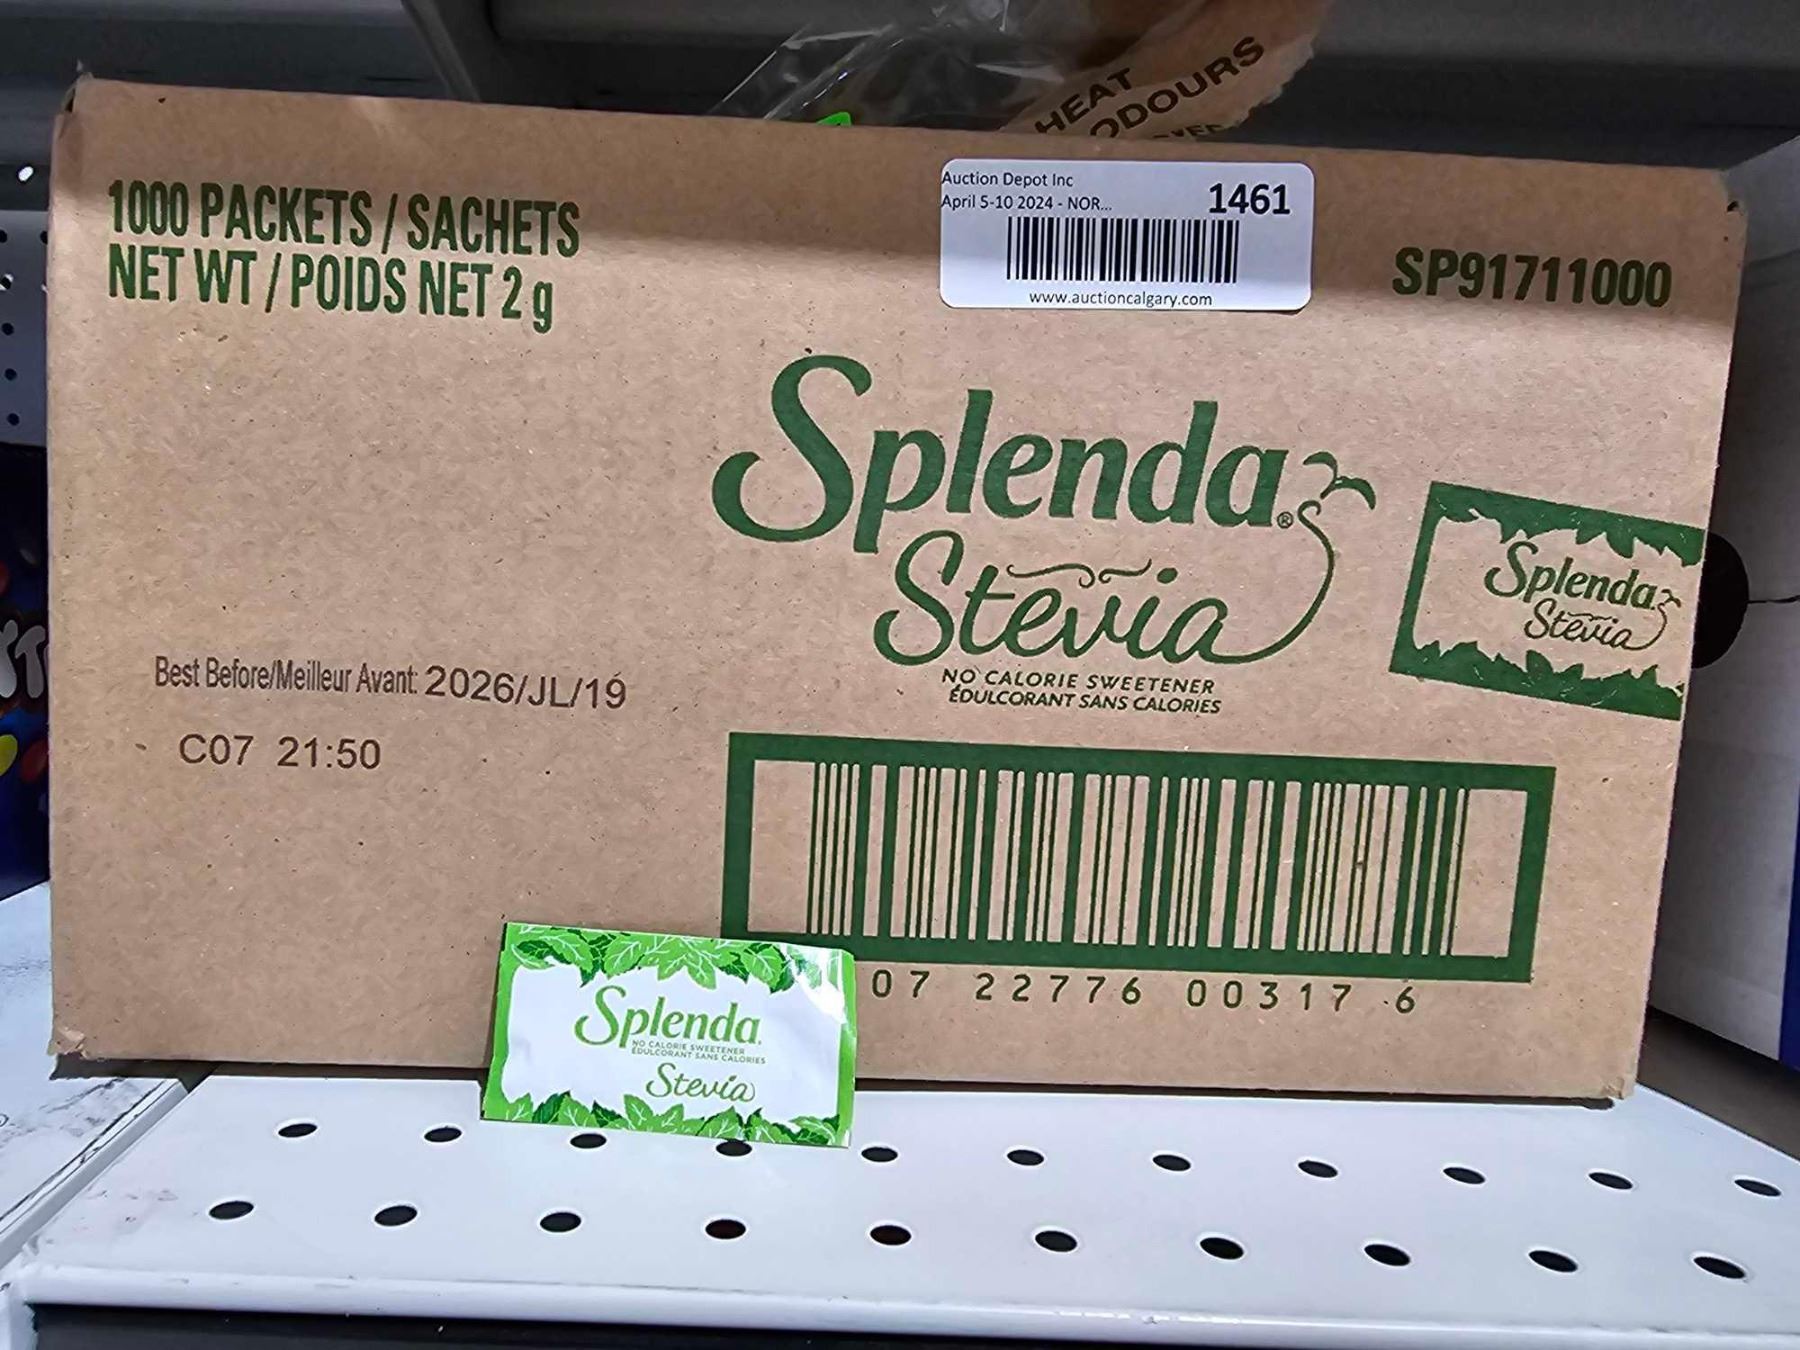 HEAT
ODOURS
1000 PACKETS / SACHETS
NET WT / POIDS NET 2 g
Auction Depot Inc
1461
April 5-10 2024 - NOR...
www.auctioncalgary.com
SP91711000
Splenda®
Stevia
NO CALORIE SWEETENER
ÉDULCORANT SANS CALORIES
Splenda
Stevia
Best Before/Meilleur Avant: 2026/JL/19
C07 21:50
07 22776 00317 6
Splenda
NO CALORIE SWEETENER
ÉDULCORANT SANS CALORIES
Stevia